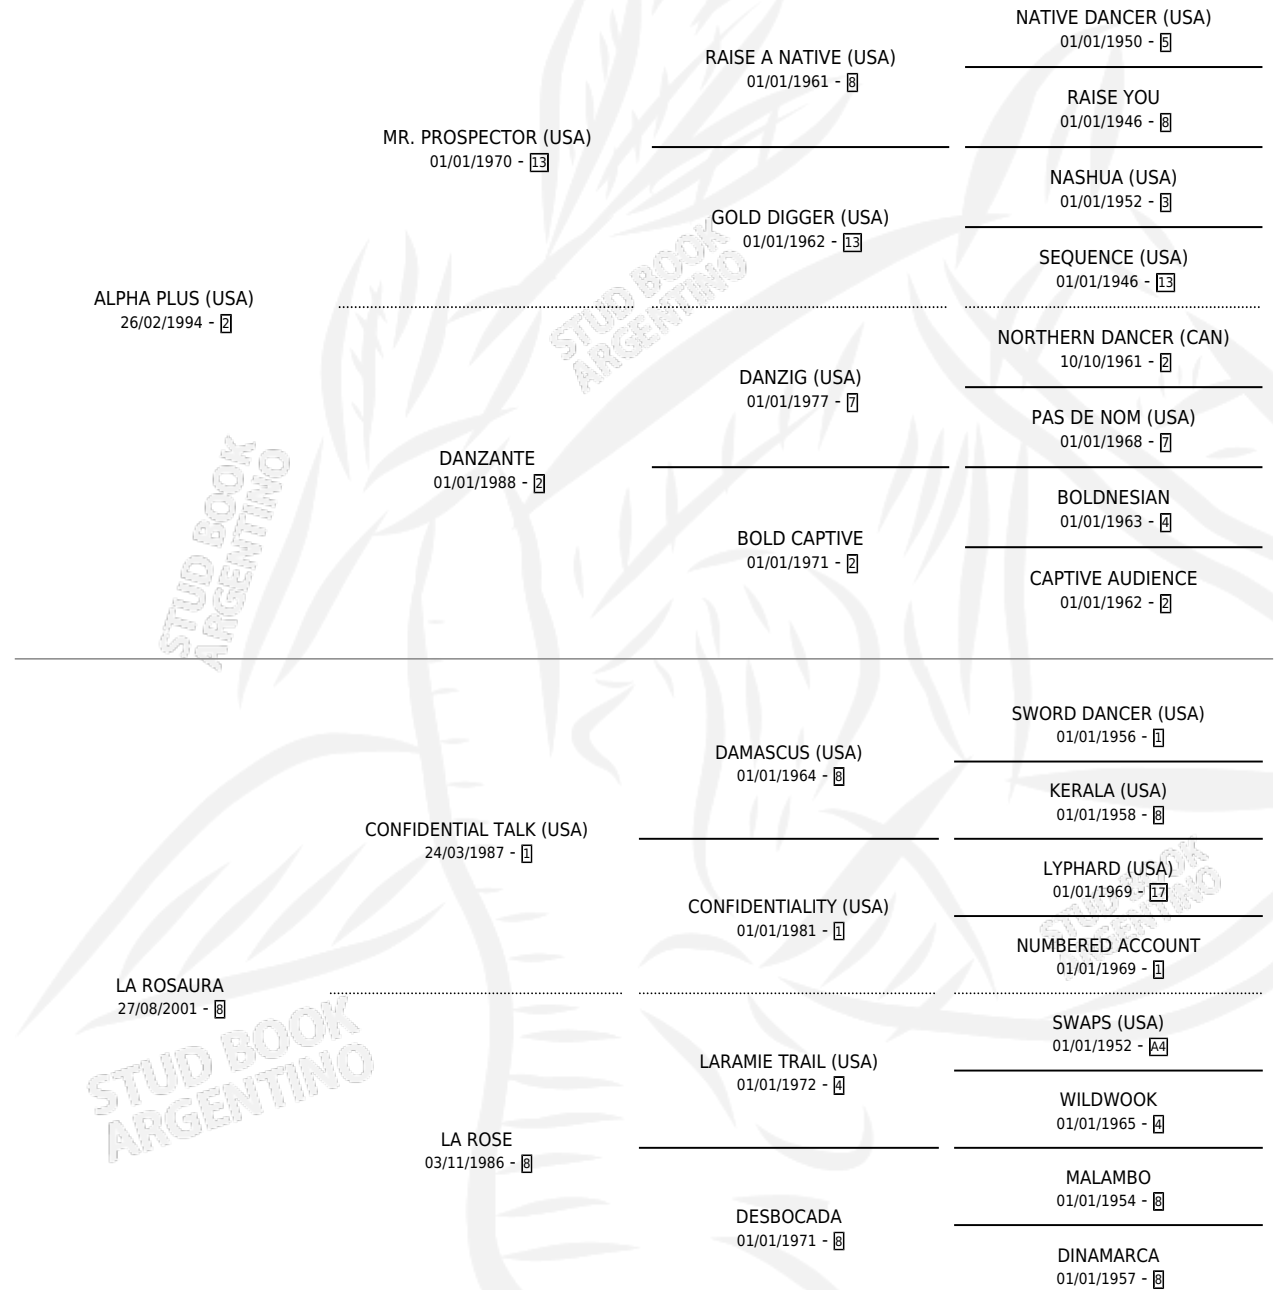 NATIVE DANCER (USA)
01/01/1950 - 5
RAISE A NATIVE (USA)
01/01/1961 - 8
RAISE YOU
01/01/1946 - 8
MR. PROSPECTOR (USA)
01/01/1970 - 13
NASHUA (USA)
01/01/1952 - 3
GOLD DIGGER (USA)
01/01/1962 - 13
SEQUENCE (USA)
01/01/1946 - 13
ALPHA PLUS (USA)
26/02/1994 - 2
NORTHERN DANCER (CAN)
10/10/1961 - 2
DANZIG (USA)
01/01/1977 - 7
PAS DE NOM (USA)
01/01/1968 - 7
DANZANTE
01/01/1988 - 2
BOLDNESIAN
01/01/1963 - 4
BOLD CAPTIVE
01/01/1971 - 2
CAPTIVE AUDIENCE
01/01/1962 - 2
SWORD DANCER (USA)
01/01/1956 - 1
DAMASCUS (USA)
01/01/1964 - 8
KERALA (USA)
01/01/1958 - 8
CONFIDENTIAL TALK (USA)
24/03/1987 - 1
LYPHARD (USA)
01/01/1969 - 17
CONFIDENTIALITY (USA)
01/01/1981 - 1
NUMBERED ACCOUNT
01/01/1969 - 1
LA ROSAURA
27/08/2001 - 8
SWAPS (USA)
01/01/1952 - A4
LARAMIE TRAIL (USA)
01/01/1972 - 4
WILDWOOK
01/01/1965 - 4
LA ROSE
03/11/1986 - 8
MALAMBO
01/01/1954 - 8
DESBOCADA
01/01/1971 - 8
DINAMARCA
01/01/1957 - 8
STUD BOOK
ARGENTINO
STUD BOOK
ARGENTINO
STUD BOOK
ARGENTINO
STUD BOOK
ARGENTINO